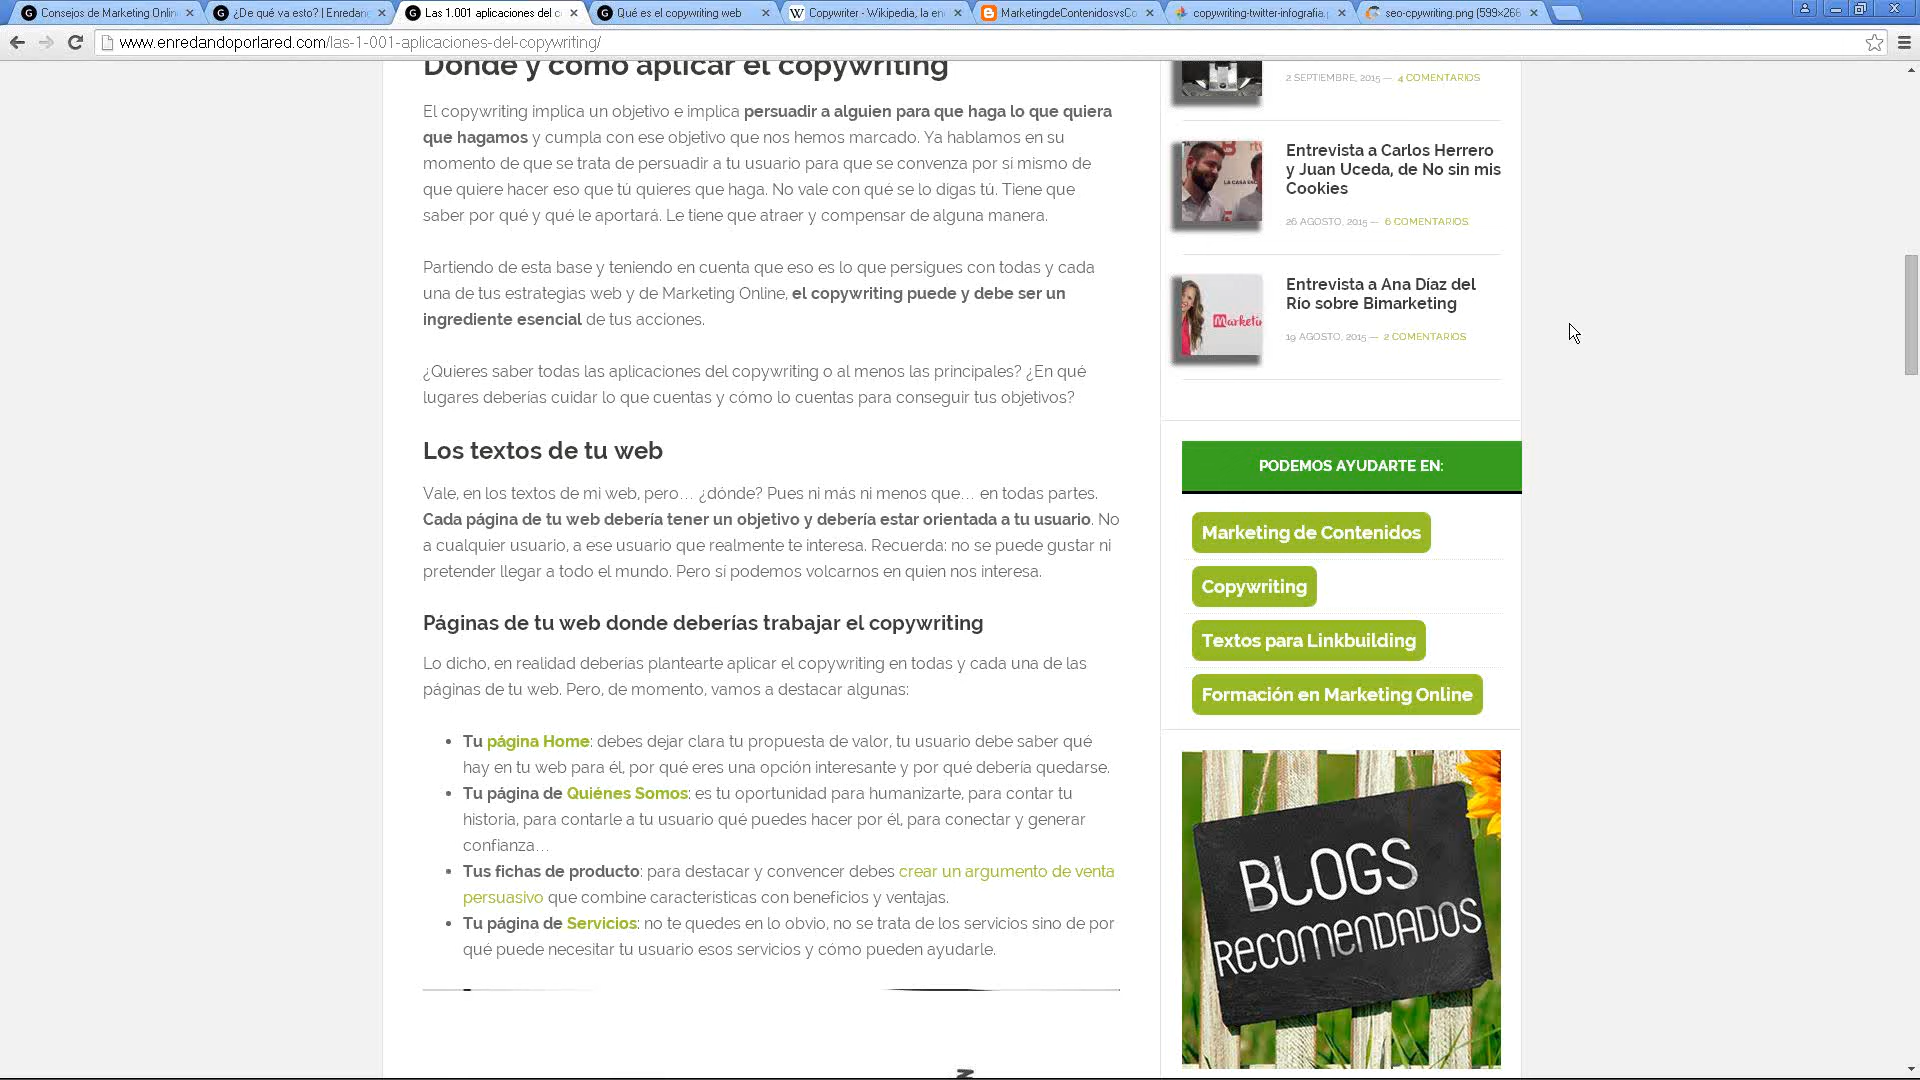 Consejos de Marketing Onlin
¿De qué va esto? | Enredan
Las 1.001 aplicaciones del c
Qué es el copywriting web
Copywriter - Wikipedia, la en
MarketingdeContenidosvsCo
copywriting-twitter-infografia.
seo-cpywriting.png (599×266
www.enredandoporlared.com/las-1-001-aplicaciones-del-copywriting/
Dónde y cómo aplicar el copywriting
El copywriting implica un objetivo e implica persuadir a alguien para que haga lo que quiera
que hagamos y cumpla con ese objetivo que nos hemos marcado. Ya hablamos en su
momento de que se trata de persuadir a tu usuario para que se convenza por si mismo de
que quiere hacer eso que tú quieres que haga. No vale con qué se lo digas tú. Tiene que
saber por qué y qué le aportará. Le tiene que atraer y compensar de alguna manera.
Partiendo de esta base y teniendo en cuenta que eso es lo que persigues con todas y cada
una de tus estrategias web y de Marketing Online, el copywriting puede y debe ser un
ingrediente esencial de tus acciones.
¿Quieres saber todas las aplicaciones del copywriting o al menos las principales? ¿En qué
lugares deberías cuidar lo que cuentas y cómo lo cuentas para conseguir tus objetivos?
Los textos de tu web
Vale, en los textos de mi web, pero… ¿dónde? Pues ni más ni menos que… en todas partes.
Cada página de tu web debería tener un objetivo y debería estar orientada a tu usuario. No
a cualquier usuario, a ese usuario que realmente te interesa. Recuerda: no se puede gustar ni
pretender llegar a todo el mundo. Pero sí podemos volcarnos en quien nos interesa.
Páginas de tu web donde deberías trabajar el copywriting
Lo dicho, en realidad deberías plantearte aplicar el copywriting en todas y cada una de las
páginas de tu web. Pero, de momento, vamos a destacar algunas:
• Tu página Home: debes dejar clara tu propuesta de valor, tu usuario debe saber qué
hay en tu web para él, por qué eres una opción interesante y por qué debería quedarse.
• Tu página de Quiénes Somos: es tu oportunidad para humanizarte, para contar tu
historia, para contarle a tu usuario qué puedes hacer por él, para conectar y generar
confianza…
• Tus fichas de producto: para destacar y convencer debes crear un argumento de venta
persuasivo que combine características con beneficios y ventajas.
• Tu página de Servicios: no te quedes en lo obvio, no se trata de los servicios sino de por
qué puede necesitar tu usuario esos servicios y cómo pueden ayudarle.
2 SEPTIEMBRE, 2015 — 4 COMENTARIOS
Entrevista a Carlos Herrero
y Juan Uceda, de No sin mis
Cookies
26 AGOSTO, 2015 — 6 COMENTARIOS
Entrevista a Ana Díaz del
Río sobre Bimarketing
Marketin
19 AGOSTO, 2015 — 2 COMENTARIOS
PODEMOS AYUDARTE EN:
Marketing de Contenidos
Copywriting
Textos para Linkbuilding
Formación en Marketing Online
BLOGS
RECOMENDADOS